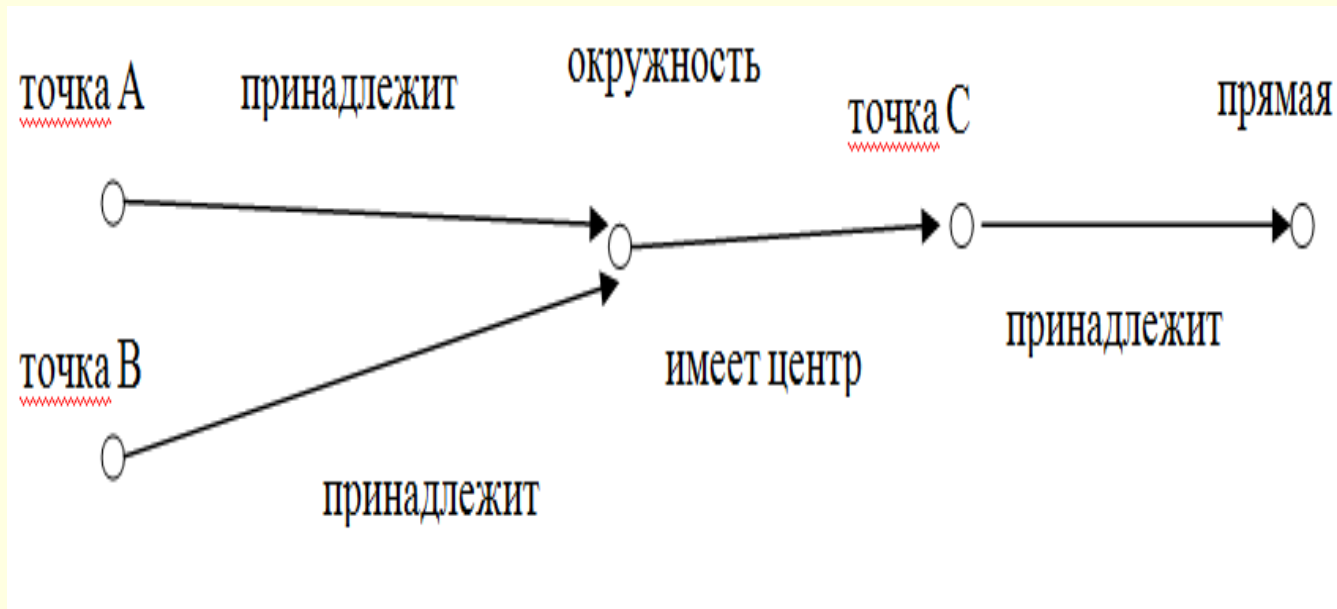 точка A
принадлежит
окружность
точка C
прямая
точка B
имеет центр
принадлежит
принадлежит